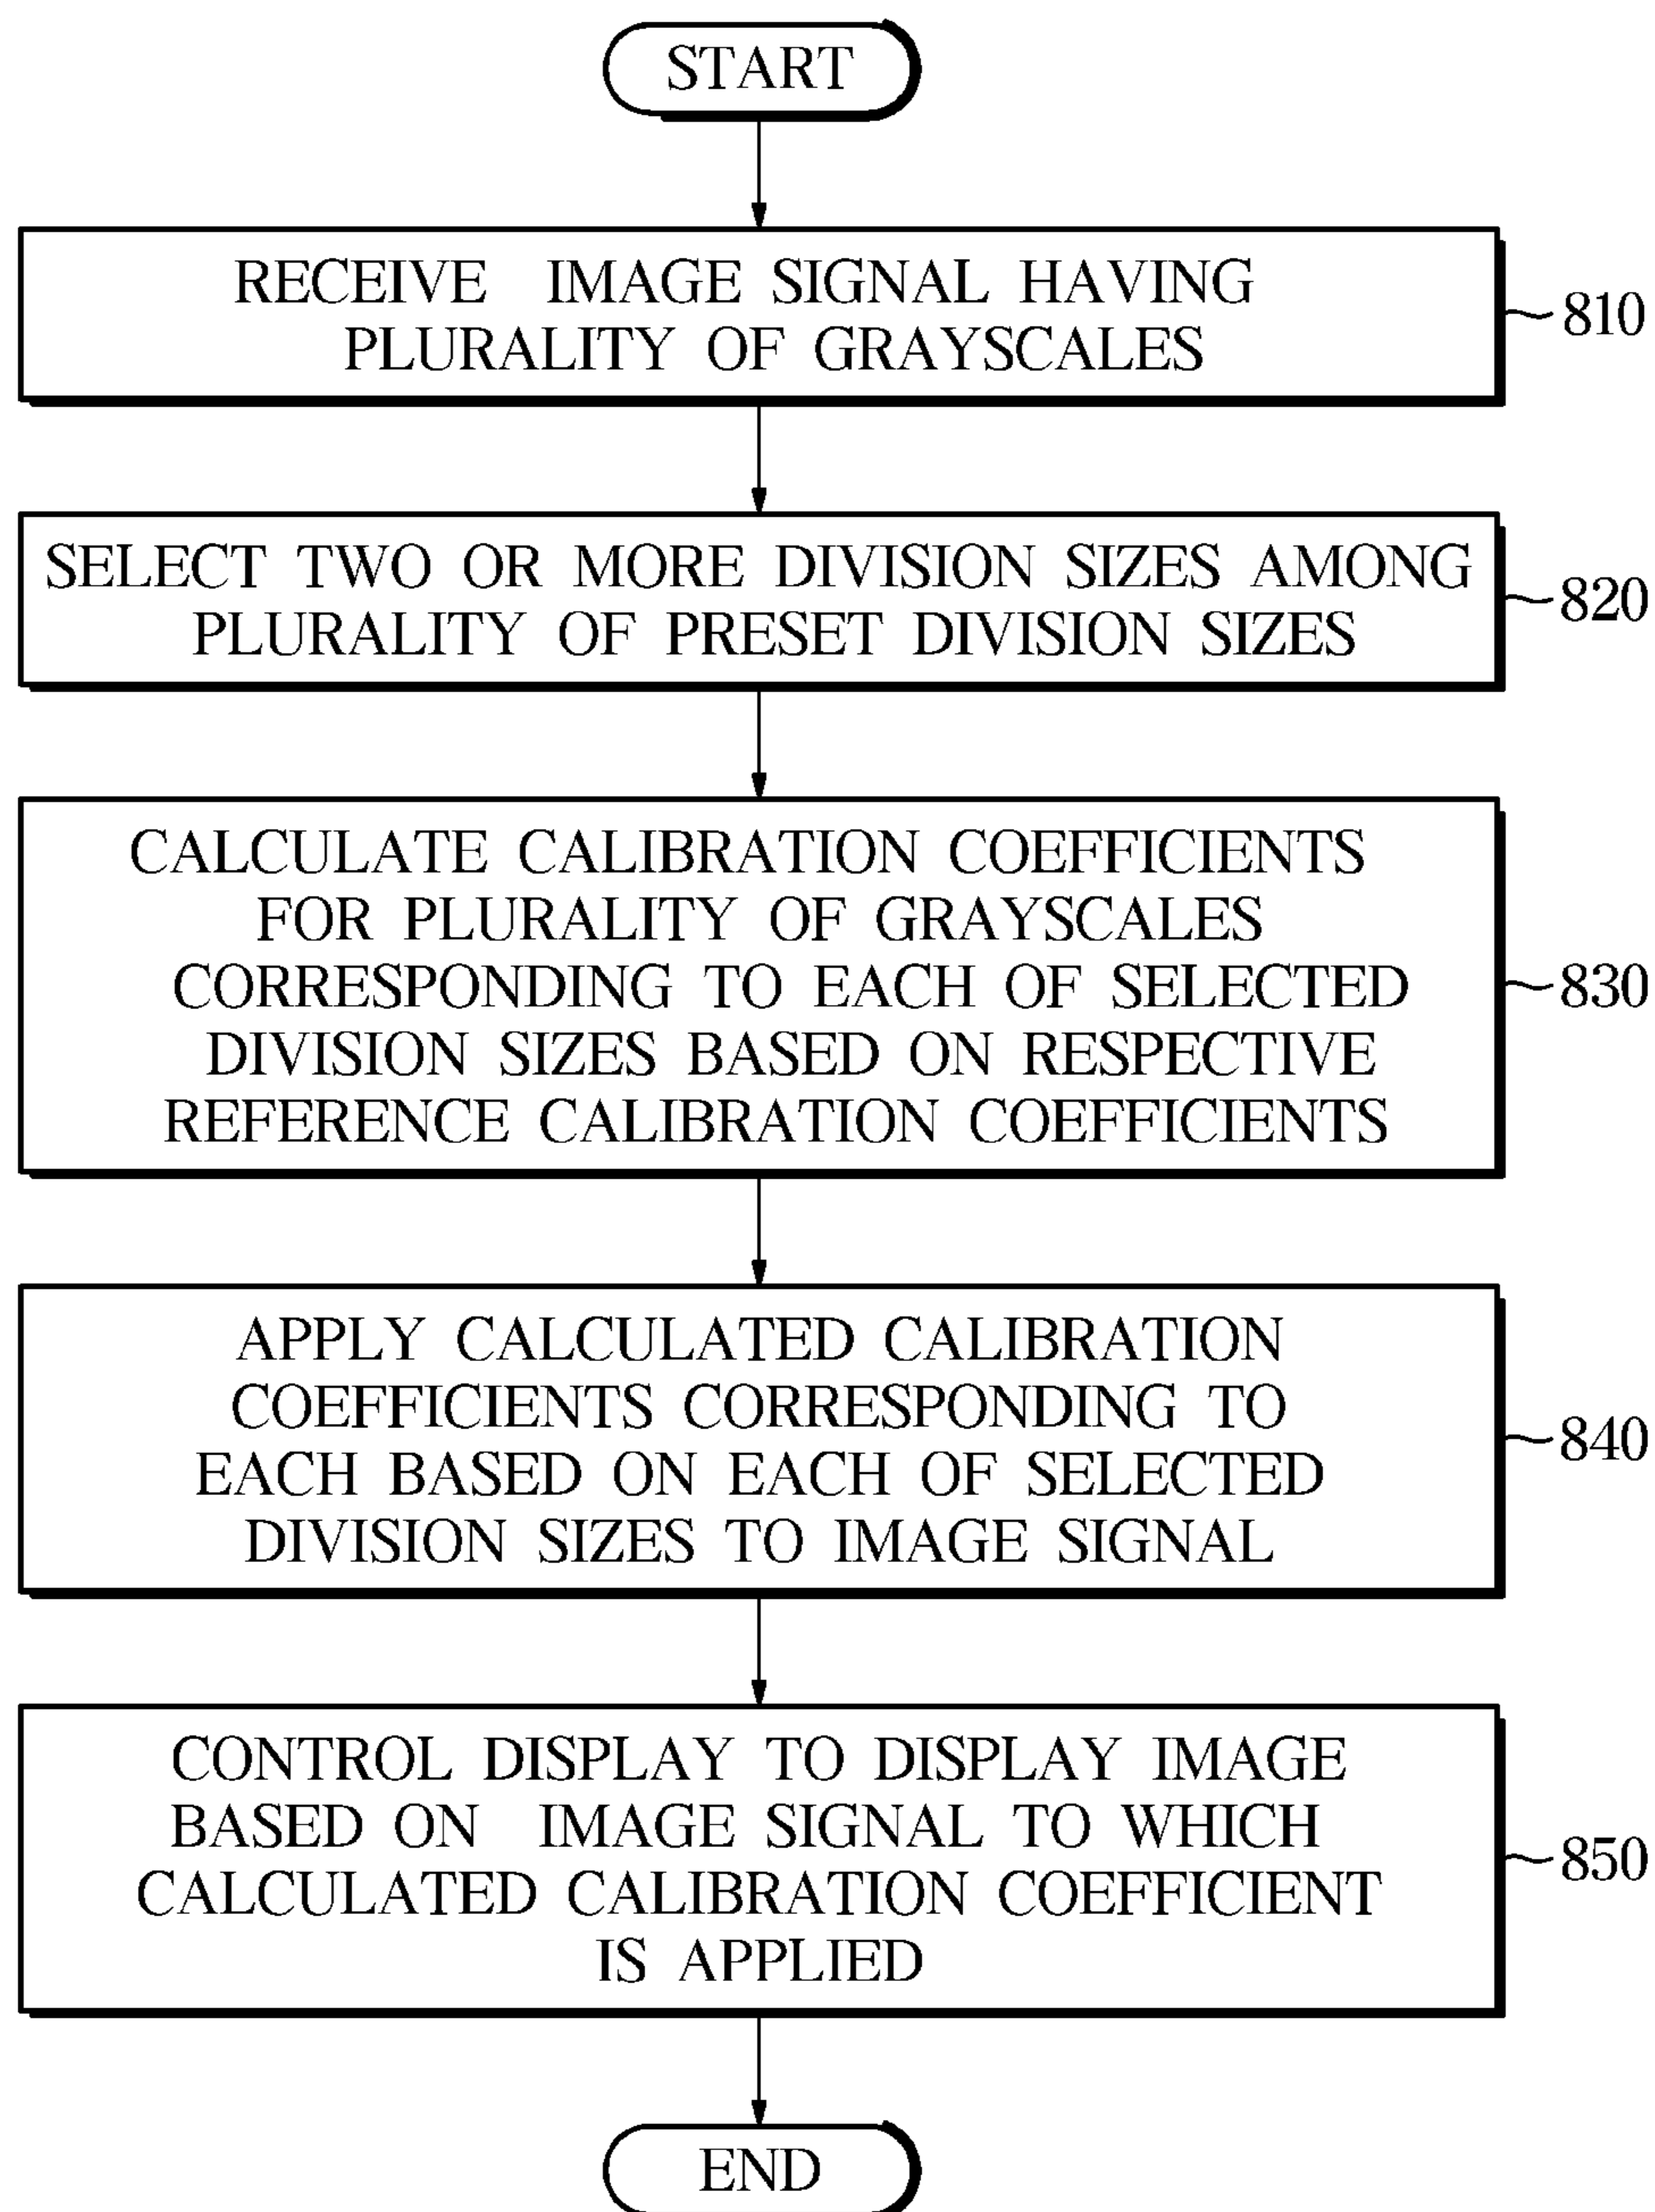 START
RECEIVE IMAGE SIGNAL HAVING
PLURALITY OF GRAYSCALES
810
SELECT TWO OR MORE DIVISION SIZES AMONG
PLURALITY OF PRESET DIVISION SIZES
820
CALCULATE CALIBRATION COEFFICIENTS
FOR PLURALITY OF GRAYSCALES
CORRESPONDING TO EACH OF SELECTED
DIVISION SIZES BASED ON RESPECTIVE
REFERENCE CALIBRATION COEFFICIENTS
830
APPLY CALCULATED CALIBRATION
COEFFICIENTS CORRESPONDING TO
EACH BASED ON EACH OF SELECTED
DIVISION SIZES TO IMAGE SIGNAL
840
CONTROL DISPLAY TO DISPLAY IMAGE
BASED ON IMAGE SIGNAL TO WHICH
CALCULATED CALIBRATION COEFFICIENT
IS APPLIED
850
END